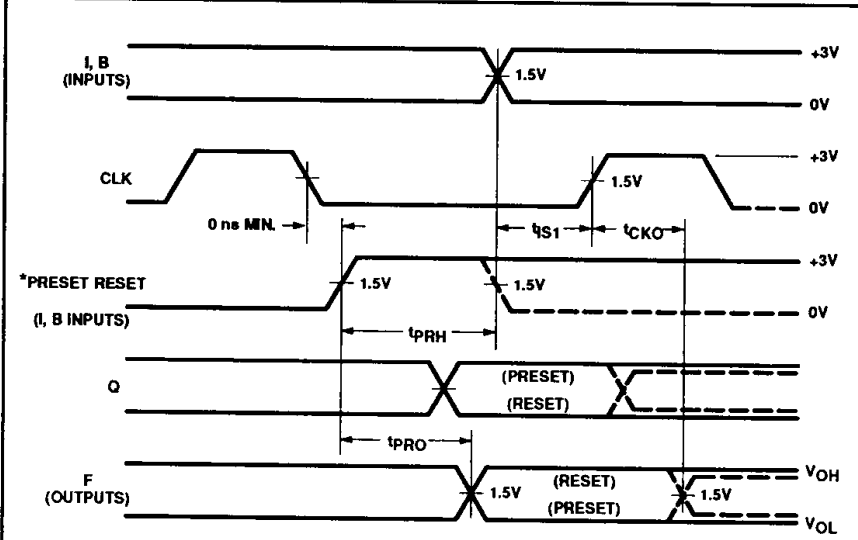 I, B
(INPUTS)
+3V
1.5V
0V
CLK
+3V
1.5V
0V
0 ns MIN.
tIS1
tCKO
*PRESET RESET
(I, B INPUTS)
+3V
1.5V
1.5V
0V
tPRH
Q
(PRESET)
(RESET)
tPRO
F
(OUTPUTS)
1.5V
(RESET)
(PRESET)
1.5V
VOH
VOL